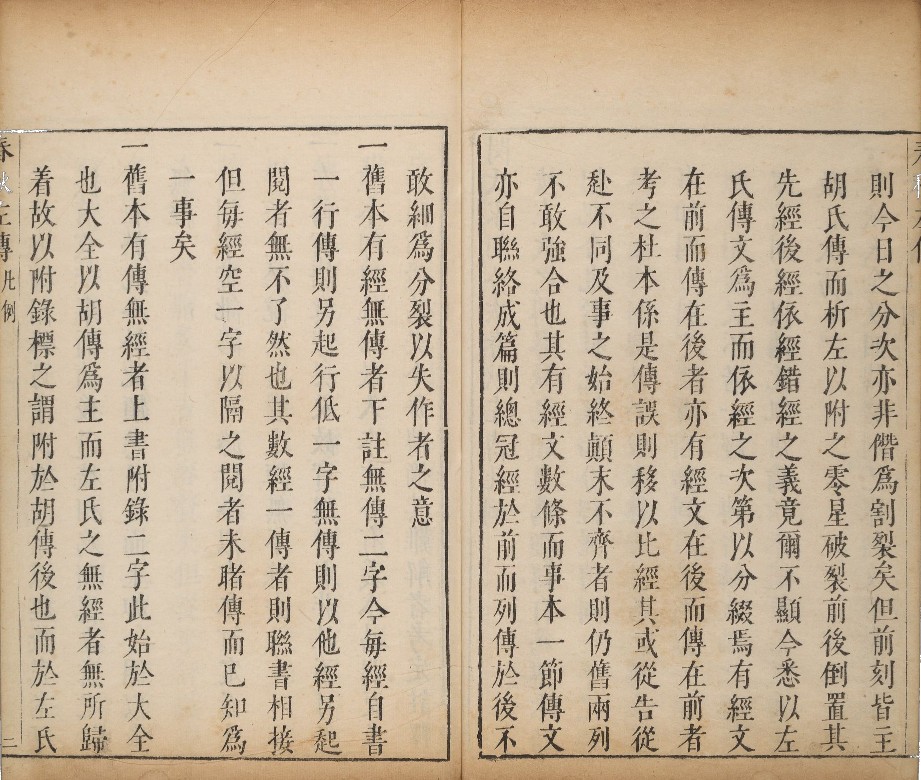 則今日之分次亦非僭爲割裂矣但前刻皆主
胡氏傳而析左以附之零星破裂前後倒置其
先經後經依經錯經之義竟爾不顯今悉以左
氏傳文爲主而依經之次第以分綴焉有經文
在前而傳在後者亦有經文在後而傳在前者
考之杜本係是傳誤則移以比經其或從告從
赴不同及事之始終顛末不齊者則仍舊兩列
不敢強合也其有經文數條而事本一節傳文
亦自聯絡成篇則總冠經於前而列傳於後不
敢細爲分裂以失作者之意
一舊本有經無傳者下註無傳二字今每經自書
一行傳則另起行低一字無傳則以他經另起
閱者無不了然也其數經一傳者則聯書相接
但每經空一字以隔之閱者未睹傳而已知爲
一事矣
一舊本有傳無經者上書附錄二字此始於大全
也大全以胡傳爲主而左氏之無經者無所歸
着故以附錄標之謂附於胡傳後也而於左氏
春秋左傳 凡例 二